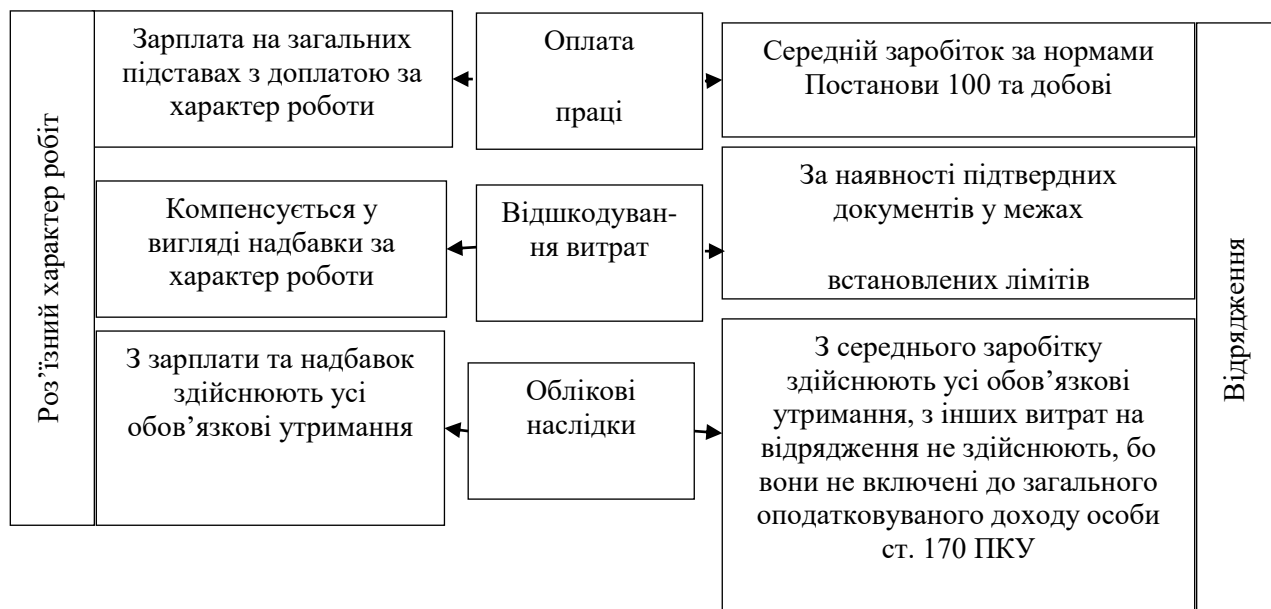 Роз’їзний характер робіт
Зарплата на загальних
підставах з доплатою за
характер роботи
Оплата
праці
Середній заробіток за нормами
Постанови 100 та добові
Компенсується у
вигляді надбавки за
характер роботи
Відшкодуван-
ня витрат
За наявності підтвердних
документів у межах
встановлених лімітів
З зарплати та надбавок
здійснюють усі
обов’язкові утримання
Облікові
наслідки
З середнього заробітку
здійснюють усі обов’язкові
утримання, з інших витрат на
відрядження не здійснюють, бо
вони не включені до загального
оподатковуваного доходу особи
ст. 170 ПКУ
Відрядження